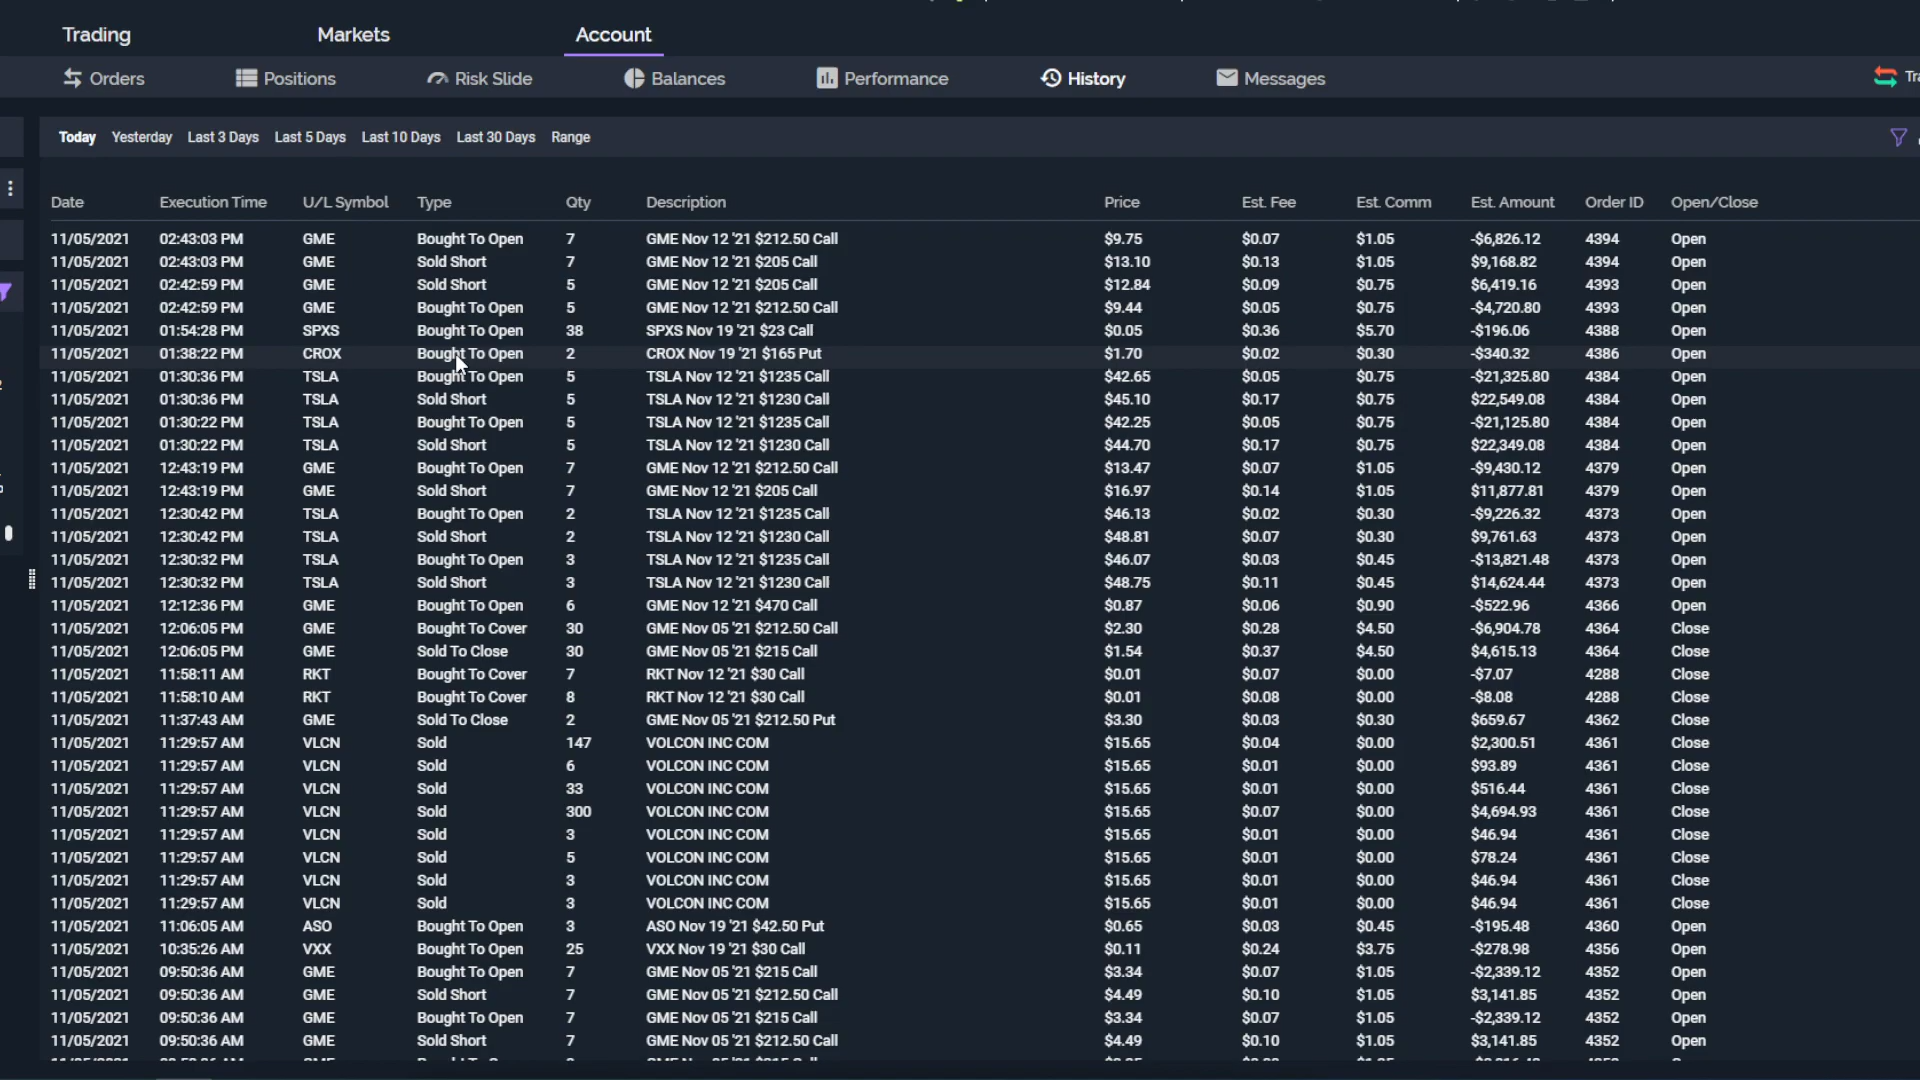 Trading Markets Account
Orders Positions Risk Slide Balances Performance History Messages
Today Yesterday Last 3 Days Last 5 Days Last 10 Days Last 30 Days Range
Date Execution Time U/L Symbol Type Qty Description Price Est. Fee Est. Comm Est. Amount Order ID Open/Close
11/05/2021 02:43:03 PM GME Bought To Open 7 GME Nov 12 '21 $212.50 Call $9.75 $0.07 $1.05 -$6,826.12 4394 Open
11/05/2021 02:43:03 PM GME Sold Short 7 GME Nov 12 '21 $205 Call $13.10 $0.13 $1.05 $9,168.82 4394 Open
11/05/2021 02:42:59 PM GME Sold Short 5 GME Nov 12 '21 $205 Call $12.84 $0.09 $0.75 $6,419.16 4393 Open
11/05/2021 02:42:59 PM GME Bought To Open 5 GME Nov 12 '21 $212.50 Call $9.44 $0.05 $0.75 -$4,720.80 4393 Open
11/05/2021 01:54:28 PM SPXS Bought To Open 38 SPXS Nov 19 '21 $23 Call $0.05 $0.36 $5.70 -$196.06 4388 Open
11/05/2021 01:38:22 PM CROX Bought To Open 2 CROX Nov 19 '21 $165 Put $1.70 $0.02 $0.30 -$340.32 4386 Open
11/05/2021 01:30:36 PM TSLA Bought To Open 5 TSLA Nov 12 '21 $1235 Call $42.65 $0.05 $0.75 -$21,325.80 4384 Open
11/05/2021 01:30:36 PM TSLA Sold Short 5 TSLA Nov 12 '21 $1230 Call $45.10 $0.17 $0.75 $22,549.08 4384 Open
11/05/2021 01:30:22 PM TSLA Bought To Open 5 TSLA Nov 12 '21 $1235 Call $42.25 $0.05 $0.75 -$21,125.80 4384 Open
11/05/2021 01:30:22 PM TSLA Sold Short 5 TSLA Nov 12 '21 $1230 Call $44.70 $0.17 $0.75 $22,349.08 4384 Open
11/05/2021 12:43:19 PM GME Bought To Open 7 GME Nov 12 '21 $212.50 Call $13.47 $0.07 $1.05 -$9,430.12 4379 Open
11/05/2021 12:43:19 PM GME Sold Short 7 GME Nov 12 '21 $205 Call $16.97 $0.14 $1.05 $11,877.81 4379 Open
11/05/2021 12:30:42 PM TSLA Bought To Open 2 TSLA Nov 12 '21 $1235 Call $46.13 $0.02 $0.30 -$9,226.32 4373 Open
11/05/2021 12:30:42 PM TSLA Sold Short 2 TSLA Nov 12 '21 $1230 Call $48.81 $0.07 $0.30 $9,761.63 4373 Open
11/05/2021 12:30:32 PM TSLA Bought To Open 3 TSLA Nov 12 '21 $1235 Call $46.07 $0.03 $0.45 -$13,821.48 4373 Open
11/05/2021 12:30:32 PM TSLA Sold Short 3 TSLA Nov 12 '21 $1230 Call $48.75 $0.11 $0.45 $14,624.44 4373 Open
11/05/2021 12:12:36 PM GME Bought To Open 6 GME Nov 12 '21 $470 Call $0.87 $0.06 $0.90 -$522.96 4366 Open
11/05/2021 12:06:05 PM GME Bought To Cover 30 GME Nov 05 '21 $212.50 Call $2.30 $0.28 $4.50 -$6,904.78 4364 Close
11/05/2021 12:06:05 PM GME Sold To Close 30 GME Nov 05 '21 $215 Call $1.54 $0.37 $4.50 $4,615.13 4364 Close
11/05/2021 11:58:11 AM RKT Bought To Cover 7 RKT Nov 12 '21 $30 Call $0.01 $0.07 $0.00 -$7.07 4288 Close
11/05/2021 11:58:10 AM RKT Bought To Cover 8 RKT Nov 12 '21 $30 Call $0.01 $0.08 $0.00 -$8.08 4288 Close
11/05/2021 11:37:43 AM GME Sold To Close 2 GME Nov 05 '21 $212.50 Put $3.30 $0.03 $0.30 $659.67 4362 Close
11/05/2021 11:29:57 AM VLCN Sold 147 VOLCON INC COM $15.65 $0.04 $0.00 $2,300.51 4361 Close
11/05/2021 11:29:57 AM VLCN Sold 6 VOLCON INC COM $15.65 $0.01 $0.00 $93.89 4361 Close
11/05/2021 11:29:57 AM VLCN Sold 33 VOLCON INC COM $15.65 $0.01 $0.00 $516.44 4361 Close
11/05/2021 11:29:57 AM VLCN Sold 300 VOLCON INC COM $15.65 $0.07 $0.00 $4,694.93 4361 Close
11/05/2021 11:29:57 AM VLCN Sold 3 VOLCON INC COM $15.65 $0.01 $0.00 $46.94 4361 Close
11/05/2021 11:29:57 AM VLCN Sold 5 VOLCON INC COM $15.65 $0.01 $0.00 $78.24 4361 Close
11/05/2021 11:29:57 AM VLCN Sold 3 VOLCON INC COM $15.65 $0.01 $0.00 $46.94 4361 Close
11/05/2021 11:29:57 AM VLCN Sold 3 VOLCON INC COM $15.65 $0.01 $0.00 $46.94 4361 Close
11/05/2021 11:06:05 AM ASO Bought To Open 3 ASO Nov 19 '21 $42.50 Put $0.65 $0.03 $0.45 -$195.48 4360 Open
11/05/2021 10:35:26 AM VXX Bought To Open 25 VXX Nov 19 '21 $30 Call $0.11 $0.24 $3.75 -$278.98 4356 Open
11/05/2021 09:50:36 AM GME Bought To Open 7 GME Nov 05 '21 $215 Call $3.34 $0.07 $1.05 -$2,339.12 4352 Open
11/05/2021 09:50:36 AM GME Sold Short 7 GME Nov 05 '21 $212.50 Call $4.49 $0.10 $1.05 $3,141.85 4352 Open
11/05/2021 09:50:36 AM GME Bought To Open 7 GME Nov 05 '21 $215 Call $3.34 $0.07 $1.05 -$2,339.12 4352 Open
11/05/2021 09:50:36 AM GME Sold Short 7 GME Nov 05 '21 $212.50 Call $4.49 $0.10 $1.05 $3,141.85 4352 Open